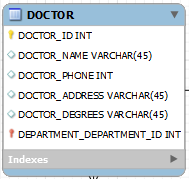 DOCTOR
DOCTOR_ID INT
DOCTOR_NAME VARCHAR(45)
DOCTOR_PHONE INT
DOCTOR_ADDRESS VARCHAR(45)
DOCTOR_DEGREES VARCHAR(45)
DEPARTMENT_DEPARTMENT_ID INT
Indexes